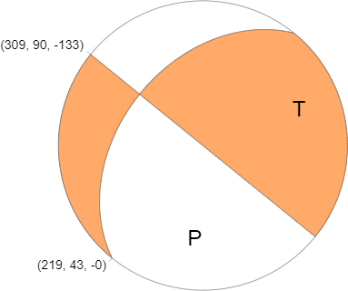 (309, 90, -133)
T
P
(219, 43, -0)